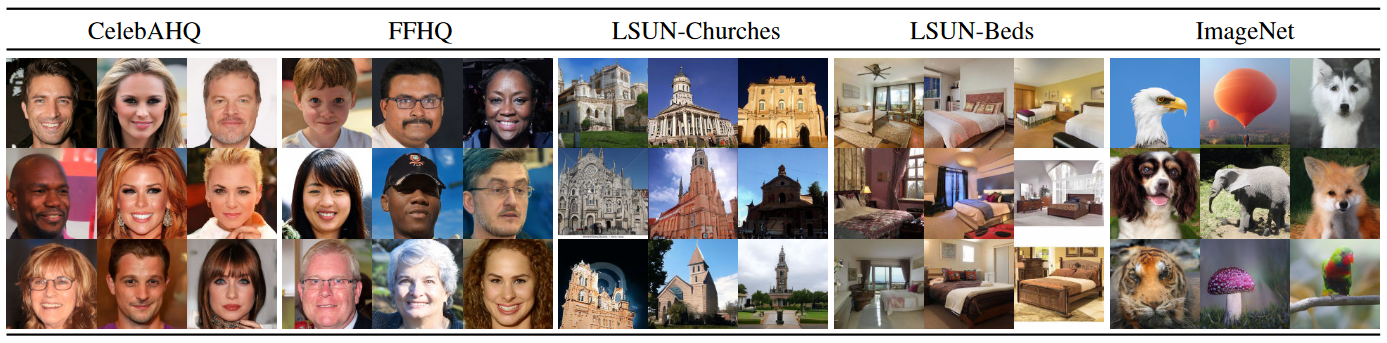 CelebAHQ FFHQ LSUN-Churches LSUN-Beds ImageNet